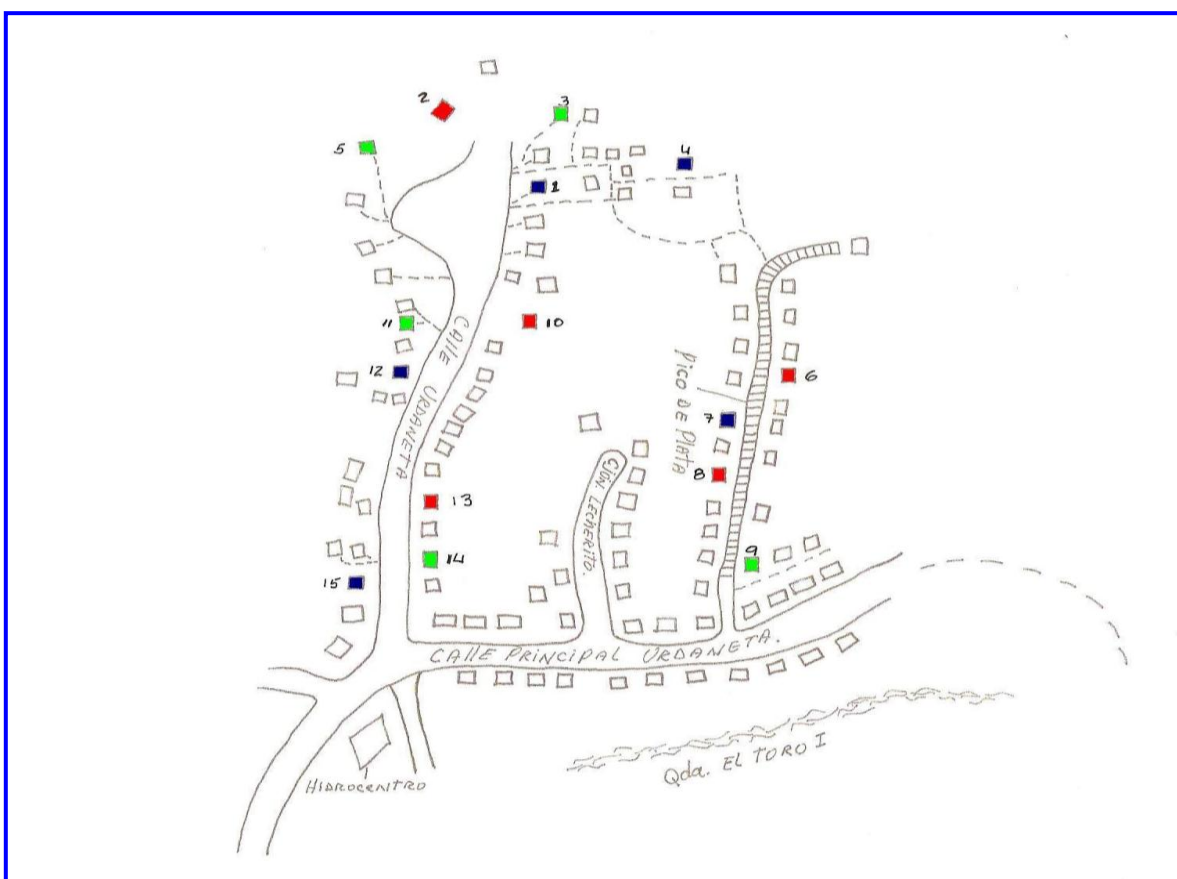 2
3
5
4
1
11
10
12
6
CALLE URDANETA
PICO DE PLATA
7
8
13
CJÓN. LECHERITO.
14
9
15
CALLE PRINCIPAL URDANETA.
HIDROCENTRO
Qda. EL TORO I